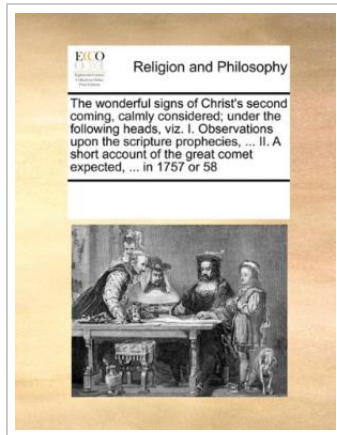 ECCO
Religion and Philosophy
The wonderful signs of Christ's second
coming, calmly considered; under the
following heads, viz. I. Observations
upon the scripture prophecies, ... II. A
short account of the great comet
expected, ... in 1757 or 58